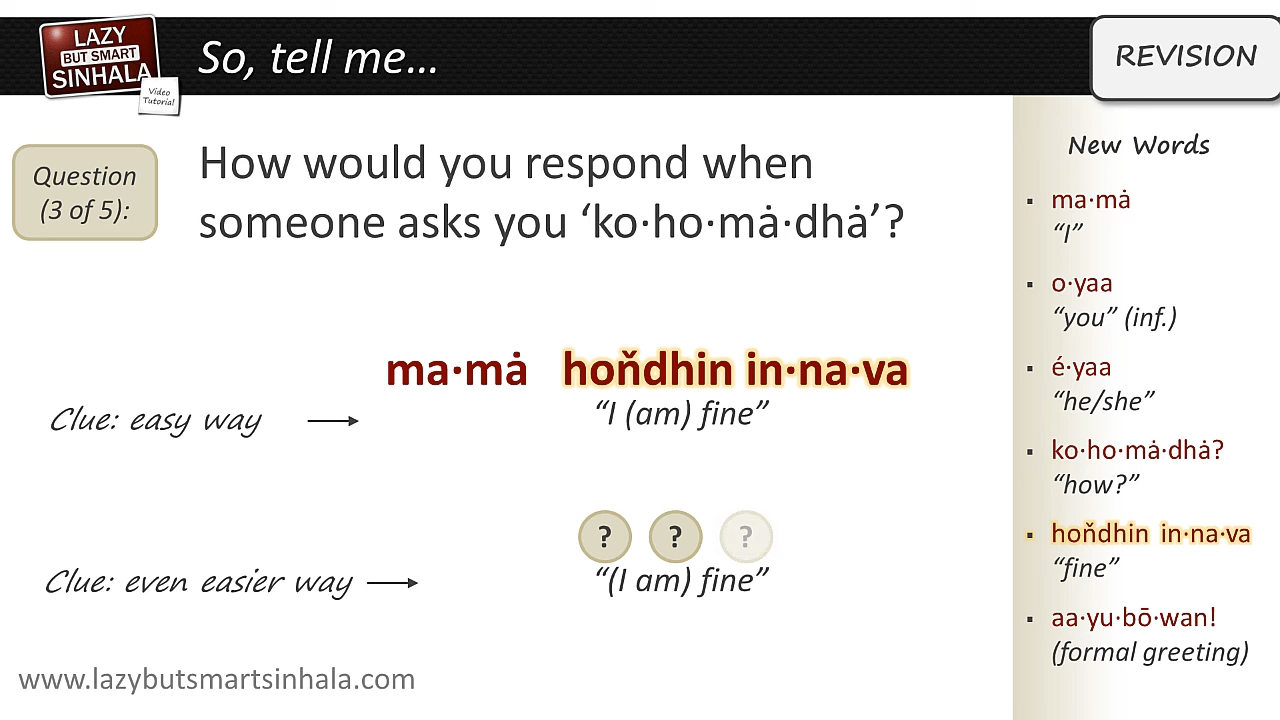 LAZY
BUT SMART
SINHALA
Video
Tutorial
So, tell me…
REVISION
Question
(3 of 5):
How would you respond when
someone asks you ‘ko·ho·mȧ·dhȧ’?
ma·mȧ hoňdhin in·na·va
Clue: easy way
“I (am) fine”
? ? ?
Clue: even easier way
“(I am) fine”
www.lazybutsmartsinhala.com
New Words
▪ ma·mȧ
“I”
▪ o·yaa
“you” (inf.)
▪ é·yaa
“he/she”
▪ ko·ho·mȧ·dhȧ?
“how?”
▪ hoňdhin in·na·va
“fine”
▪ aa·yu·bō·wan!
(formal greeting)